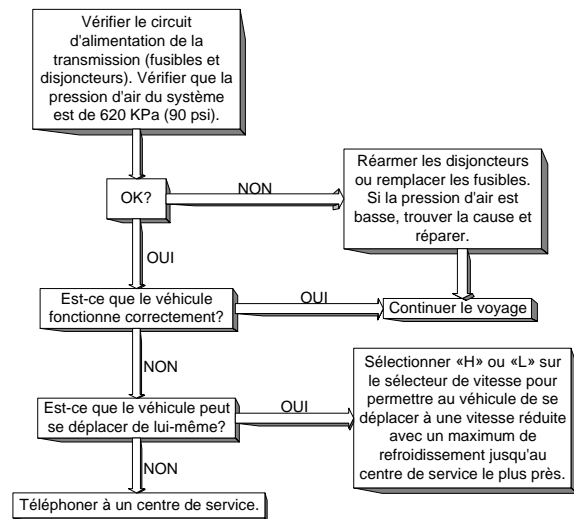 Vérifier le circuit
d'alimentation de la
transmission (fusibles et
disjoncteurs). Vérifier que la
pression d'air du système
est de 620 KPa (90 psi).
OK?
NON
Réarmer les disjoncteurs
ou remplacer les fusibles.
Si la pression d'air est
basse, trouver la cause et
réparer.
OUI
Est-ce que le véhicule
fonctionne correctement?
OUI
Continuer le voyage
NON
Est-ce que le véhicule peut
se déplacer de lui-même?
OUI
Sélectionner «H» ou «L» sur
le sélecteur de vitesse pour
permettre au véhicule de se
déplacer à une vitesse réduite
avec un maximum de
refroidissement jusqu'au
centre de service le plus près.
NON
Téléphoner à un centre de service.